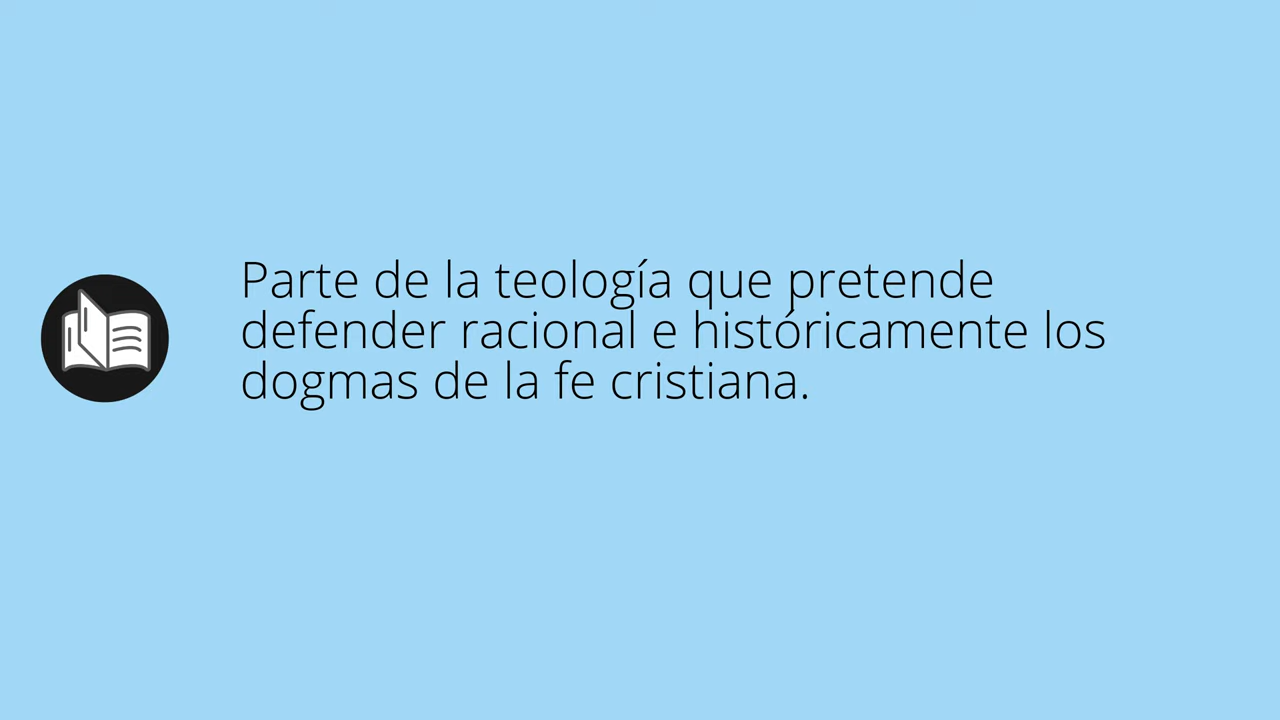 Parte de la teología que pretende
defender racional e históricamente los
dogmas de la fe cristiana.